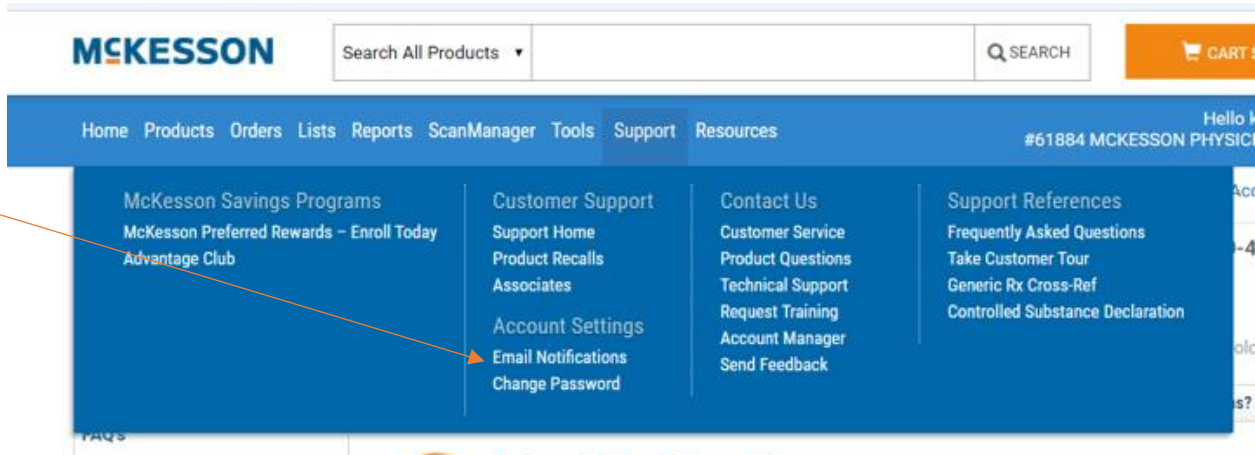 MCKESSON
Search All Products
SEARCH
CART
Home Products Orders Lists Reports ScanManager Tools Support Resources
Hello
#61884 MCKESSON
McKesson Savings Programs
McKesson Preferred Rewards – Enroll Today
Advantage Club
Customer Support
Support Home
Product Recalls
Associates
Account Settings
Email Notifications
Change Password
Contact Us
Customer Service
Product Questions
Technical Support
Request Training
Account Manager
Send Feedback
Support References
Frequently Asked Questions
Take Customer Tour
Generic Rx Cross-Ref
Controlled Substance Declaration
FAQ's